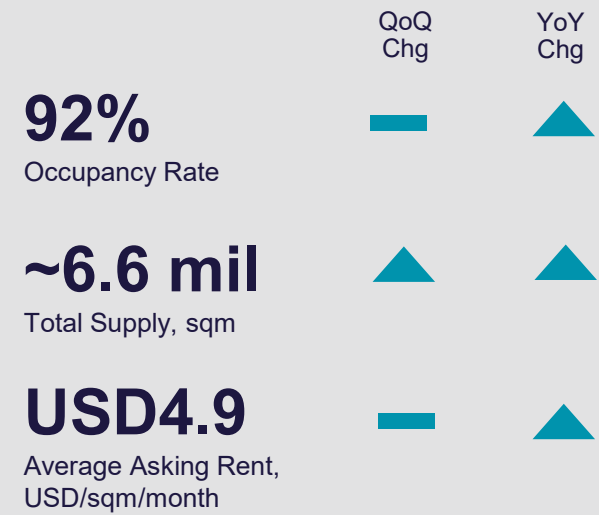 QoQ
Chg
YoY
Chg
92%
Occupancy Rate
~6.6 mil
Total Supply, sqm
USD4.9
Average Asking Rent,
USD/sqm/month